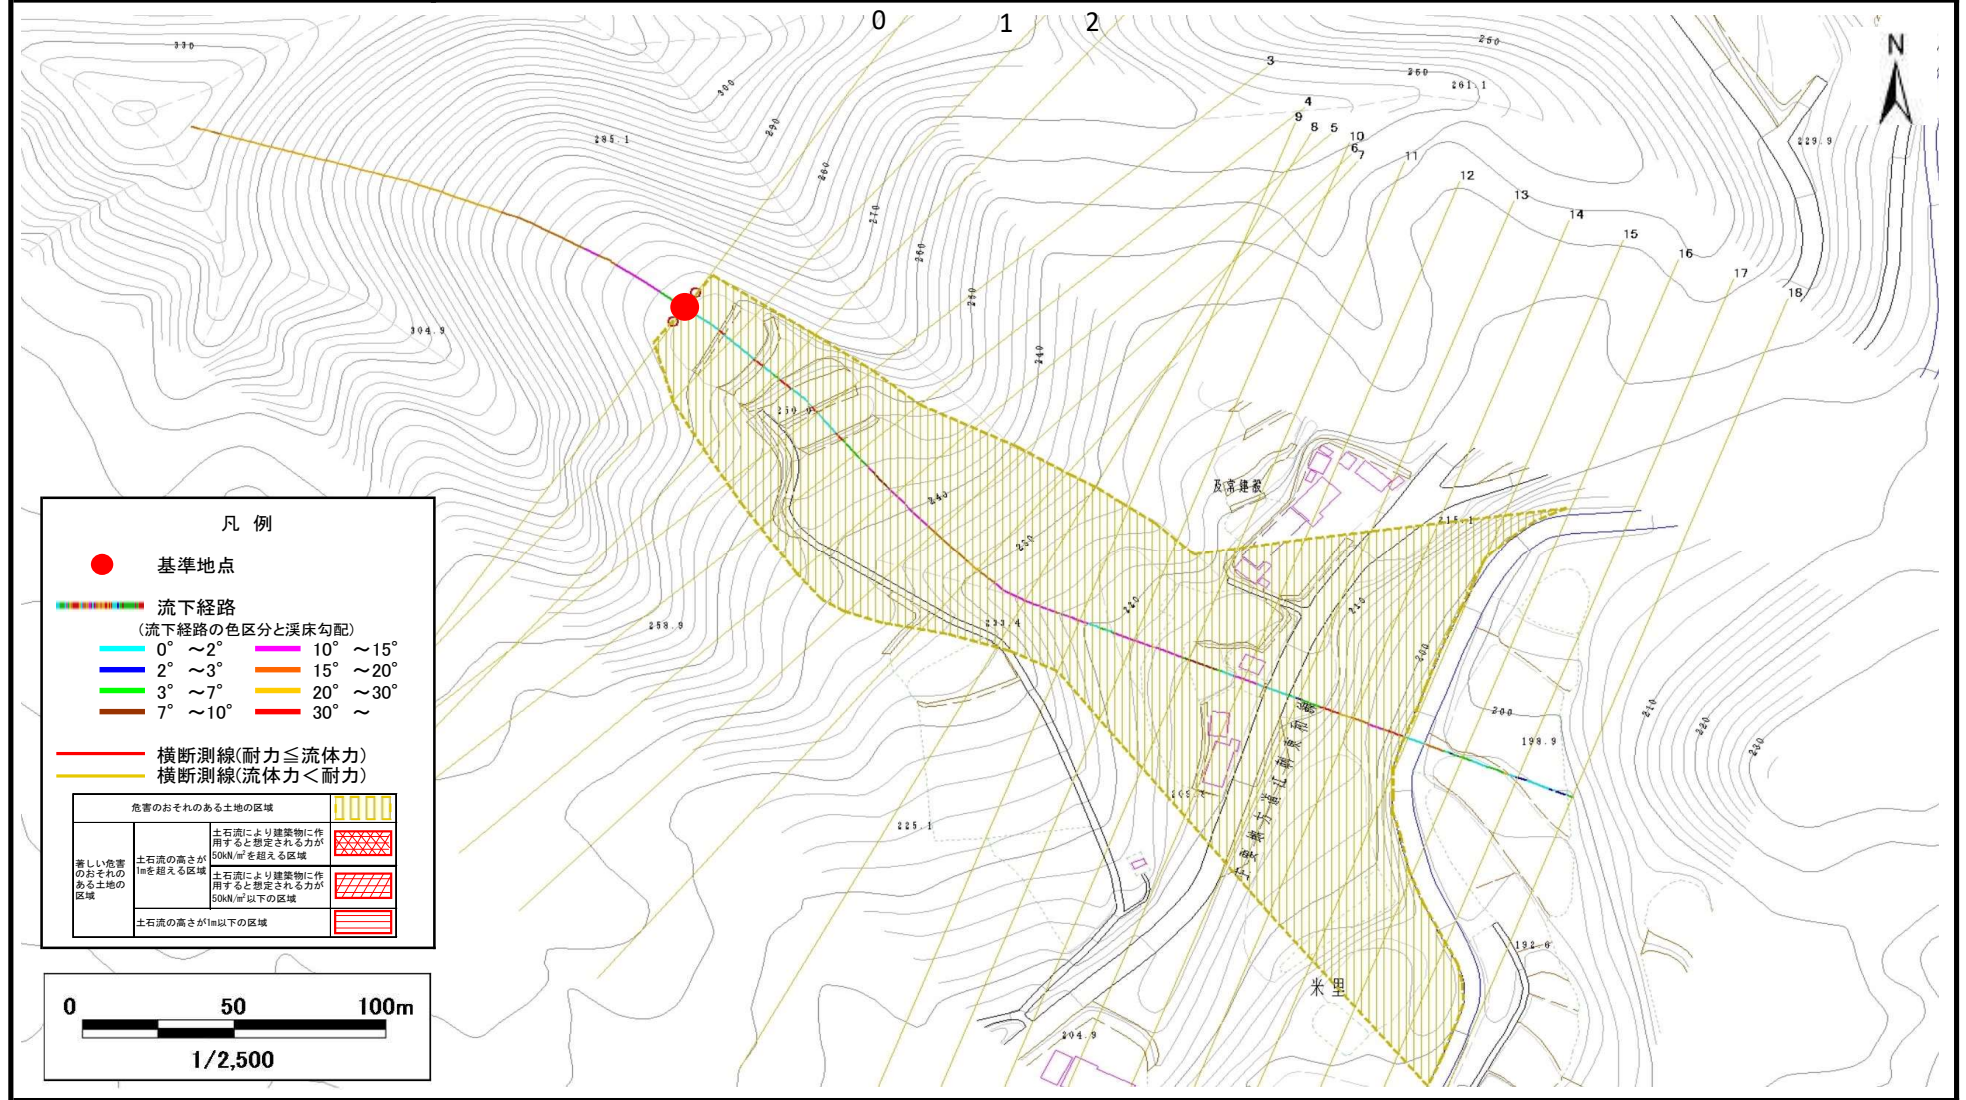 0 1 2
3
4
9
8 5 10
6
7
11
12
13
14
15
16
17
18
N
330
300
290
280
270
260
250
240
285.1
304.9
250
260
261.1
229.9
250.0
240
230
220
210
200
233.4
258.9
225.1
215.1
204.9
200
198.9
192.6
210
220
230
米里
凡 例
基準地点
流下経路
(流下経路の色区分と渓床勾配)
0° ～2° 10° ～15°
2° ～3° 15° ～20°
3° ～7° 20° ～30°
7° ～10° 30° ～
横断測線(耐力≦流体力)
横断測線(流体力＜耐力)
危害のおそれのある土地の区域
著しい危害
のおそれの
ある土地の
区域
土石流の高さが
1mを超える区域
土石流により建築物に作
用すると想定される力が
50kN/㎡を超える区域
土石流により建築物に作
用すると想定される力が
50kN/㎡以下の区域
土石流の高さが1m以下の区域
0 50 100m
1/2,500